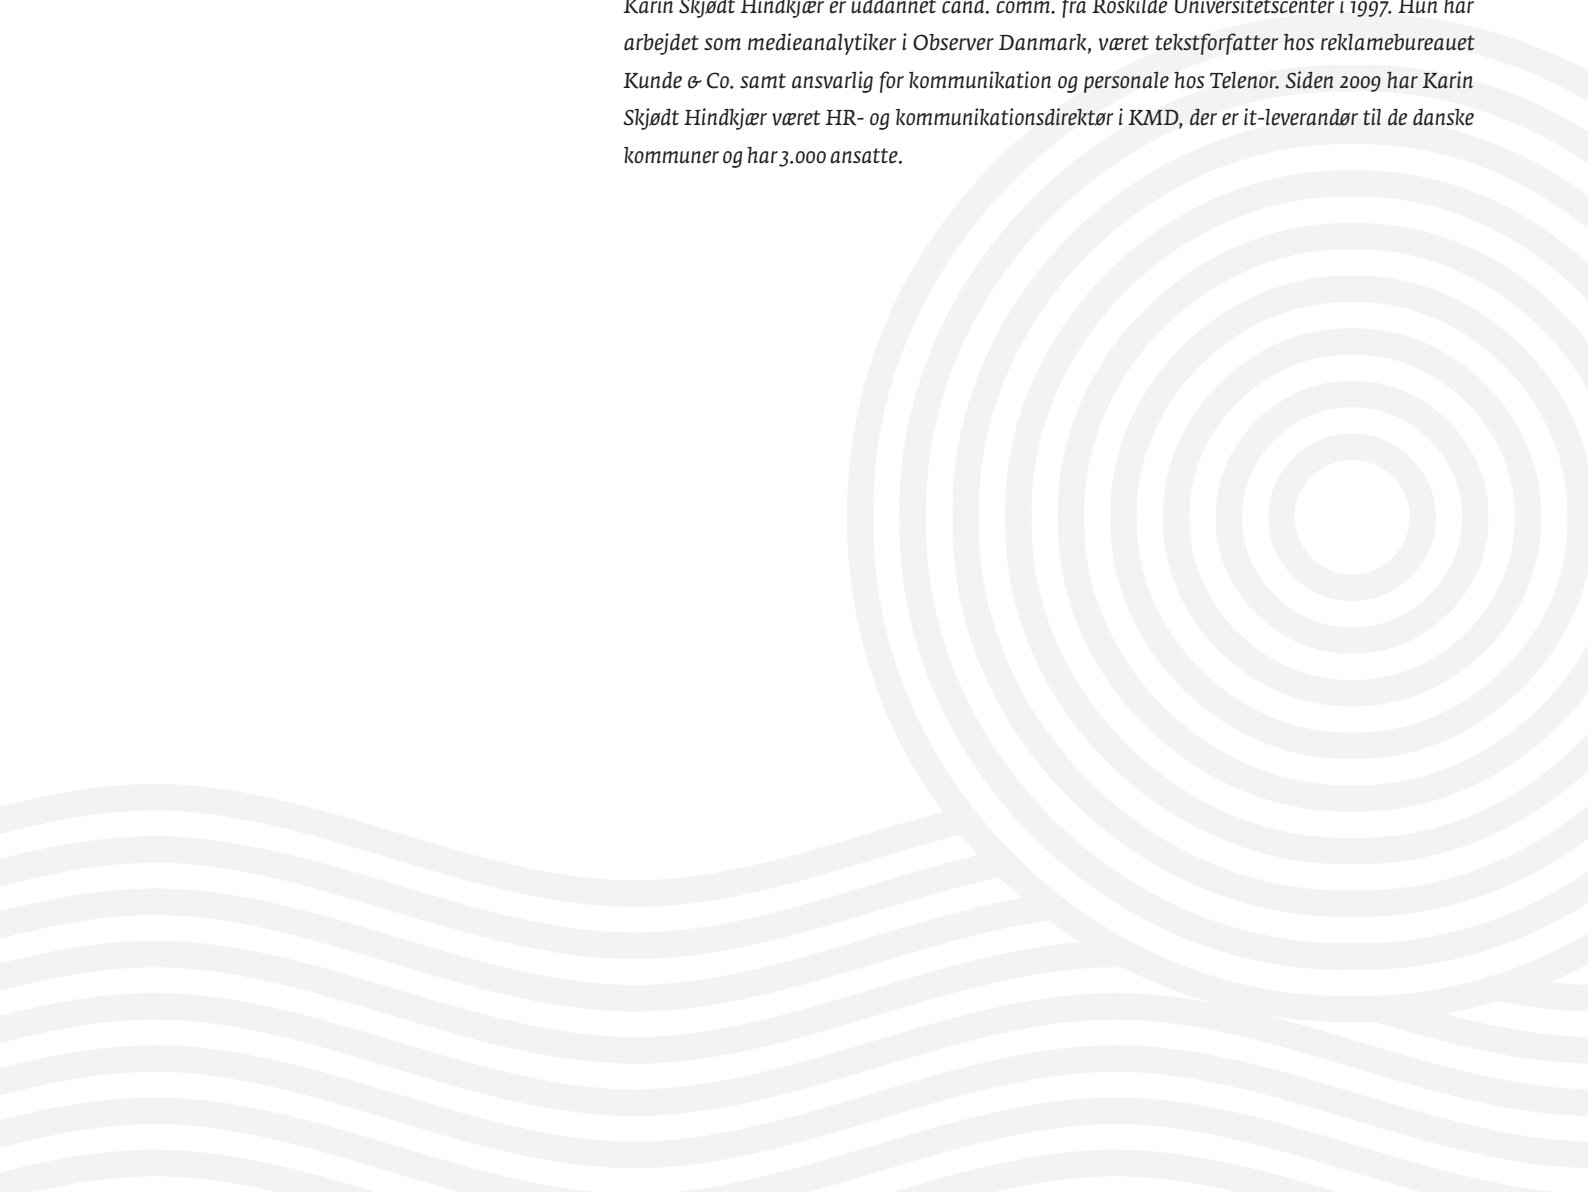 Karin Skjødt Hindkjær er uddannet cand. comm. fra Roskilde Universitetscenter i 1997. Hun har
arbejdet som medieanalytiker i Observer Danmark, været tekstforfatter hos reklamebureauet
Kunde & Co. samt ansvarlig for kommunikation og personale hos Telenor. Siden 2009 har Karin
Skjødt Hindkjær været HR- og kommunikationsdirektør i KMD, der er it-leverandør til de danske
kommuner og har 3.000 ansatte.